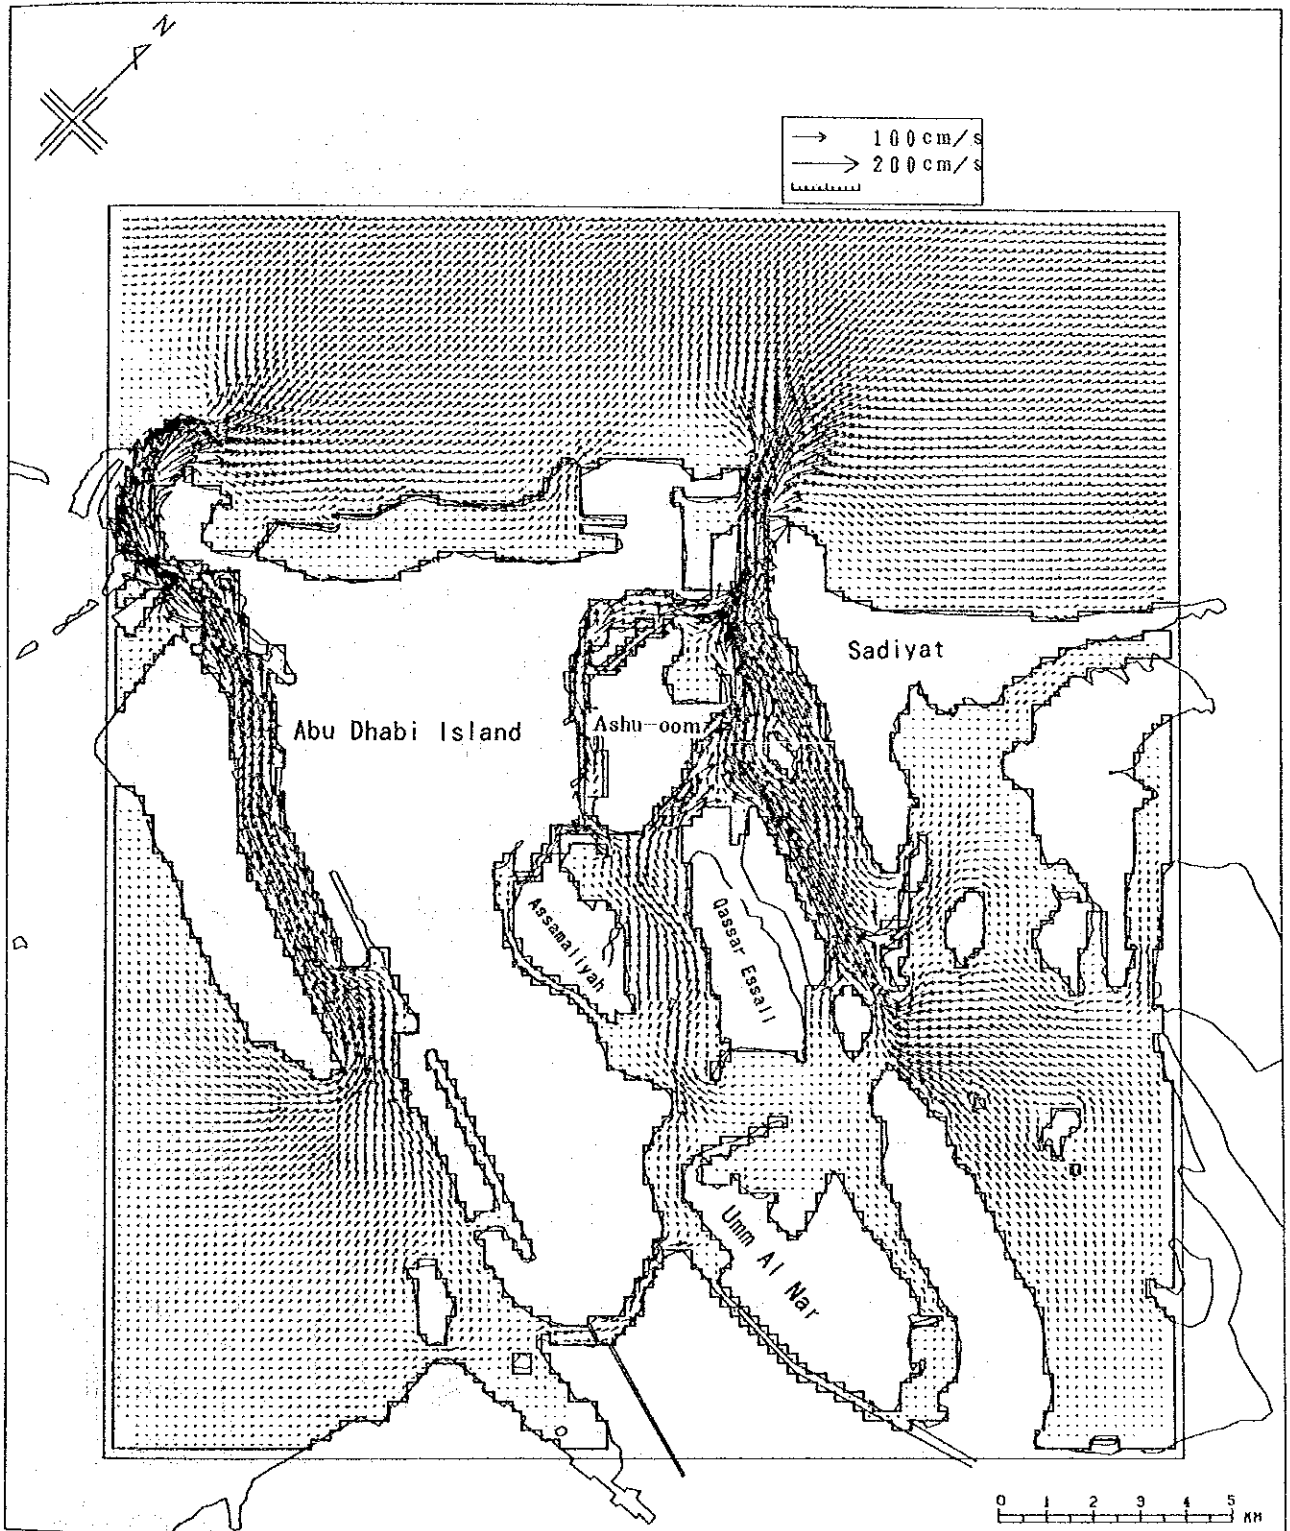 N
100cm/s
200cm/s
Sadiyat
Abu Dhabi Island
Ashu-oom
Assamaliyah
Qassar Essali
Umm Al Nar
0 1 2 3 4 5 KM